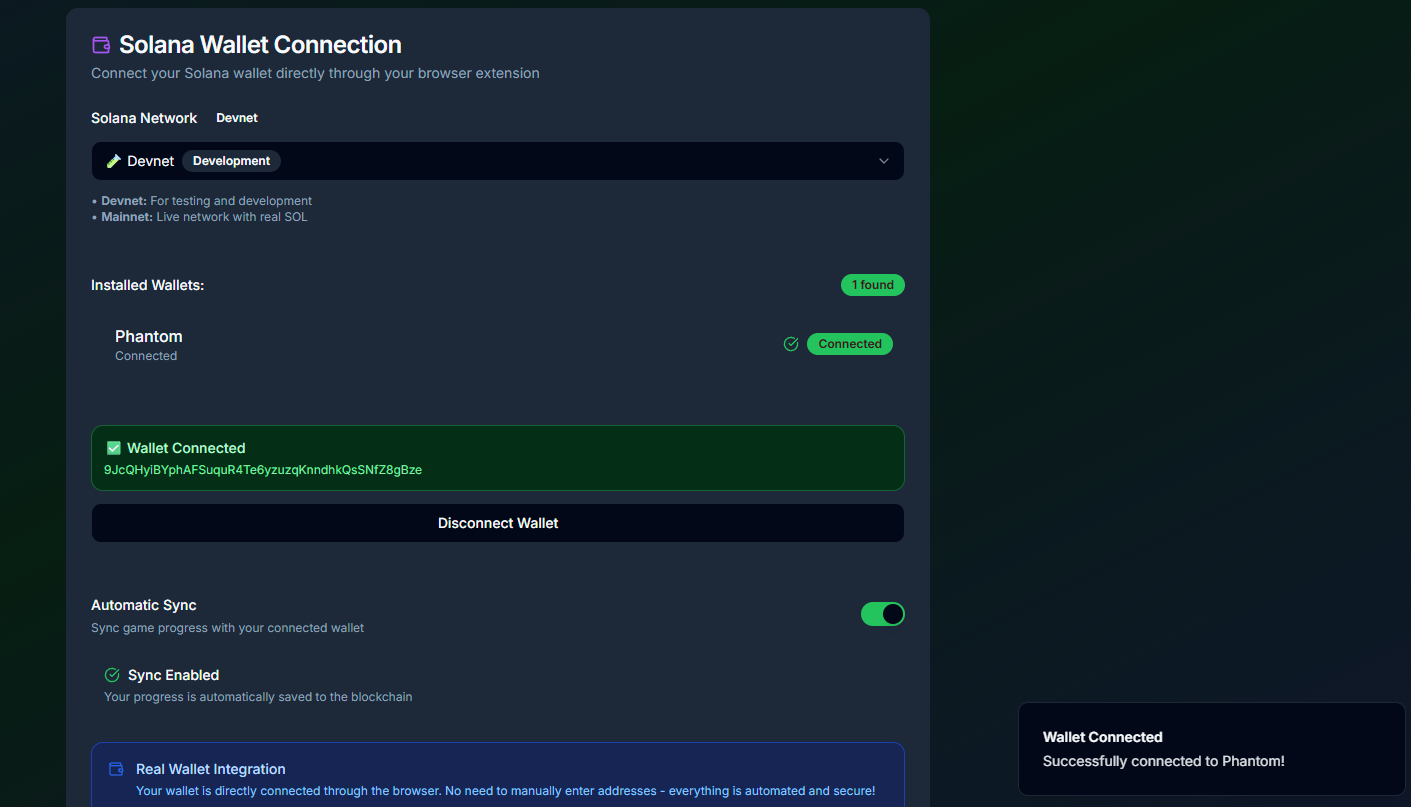 Solana Wallet Connection
Connect your Solana wallet directly through your browser extension
Solana Network Devnet
Devnet Development
• Devnet: For testing and development
• Mainnet: Live network with real SOL
Installed Wallets: 1 found
Phantom
Connected
Connected
Wallet Connected
9JcQHyiBYphAFSuquR4Te6yzuzqKnndhkQsSNfZ8gBze
Disconnect Wallet
Automatic Sync
Sync game progress with your connected wallet
Sync Enabled
Your progress is automatically saved to the blockchain
Real Wallet Integration
Your wallet is directly connected through the browser. No need to manually enter addresses - everything is automated and secure!
Wallet Connected
Successfully connected to Phantom!